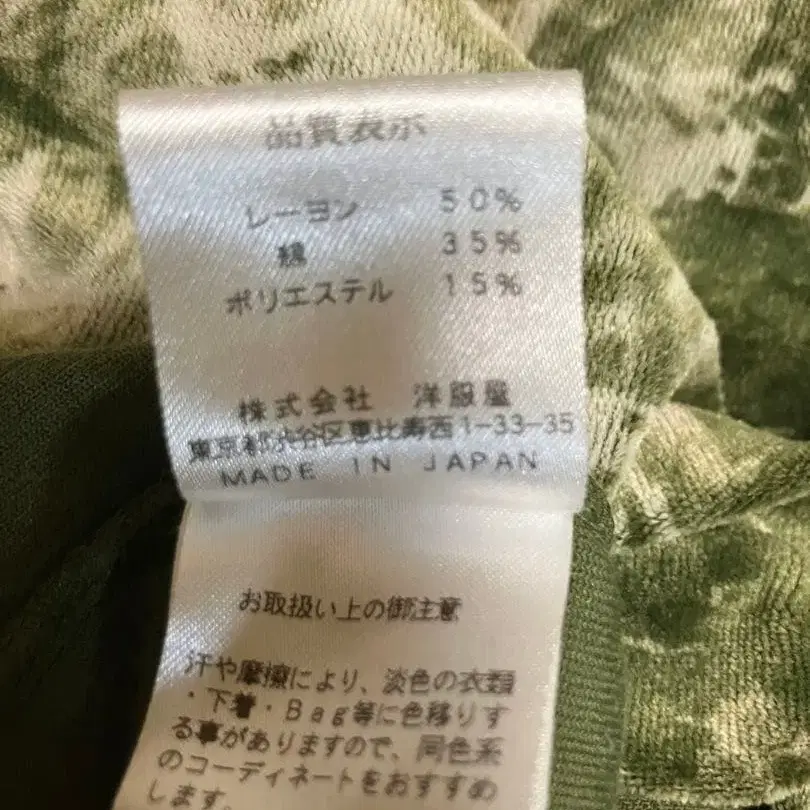 品質表示
レーヨン 50%
綿 35%
ポリエステル 15%
株式会社 洋服屋
東京都渋谷区恵比寿西1-33-35
MADE IN JAPAN
お取扱い上の御注意
汗や摩擦により、淡色の衣類
・下着・Bag等に色移りす
る事がありますので、同色系
のコーディネートをおすすめ
します。